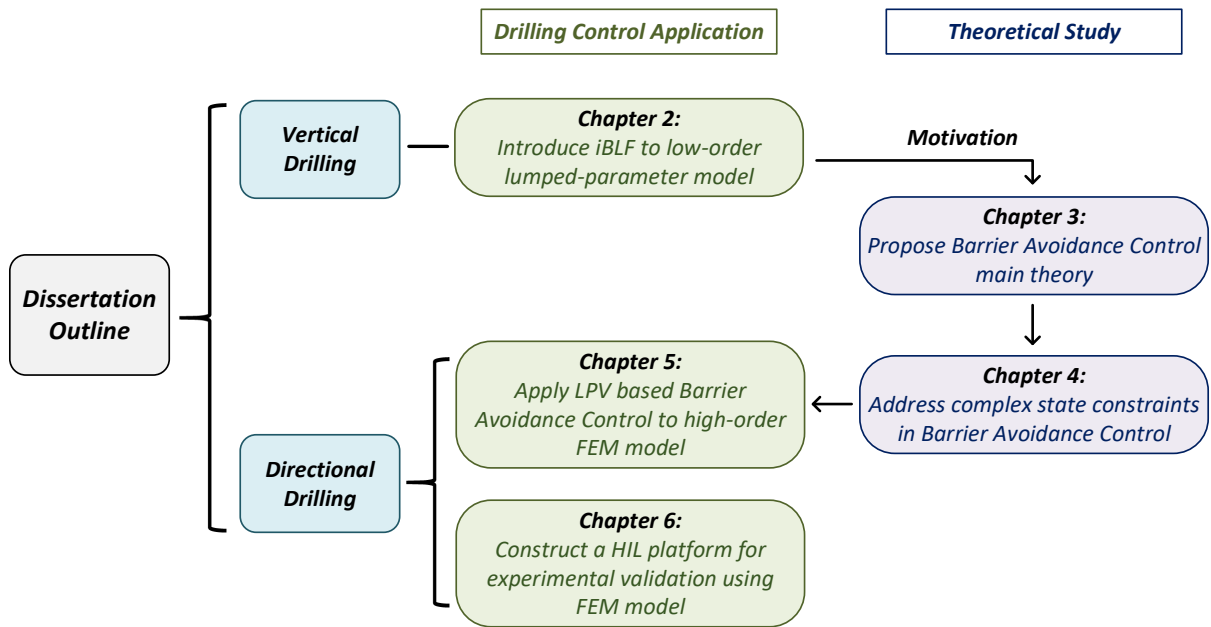 Drilling Control Application
Theoretical Study
Dissertation
Outline
Vertical
Drilling
Chapter 2:
Introduce iBLF to low-order
lumped-parameter model
Motivation
Chapter 3:
Propose Barrier Avoidance Control
main theory
Chapter 4:
Address complex state constraints
in Barrier Avoidance Control
Directional
Drilling
Chapter 5:
Apply LPV based Barrier
Avoidance Control to high-order
FEM model
Chapter 6:
Construct a HIL platform for
experimental validation using
FEM model